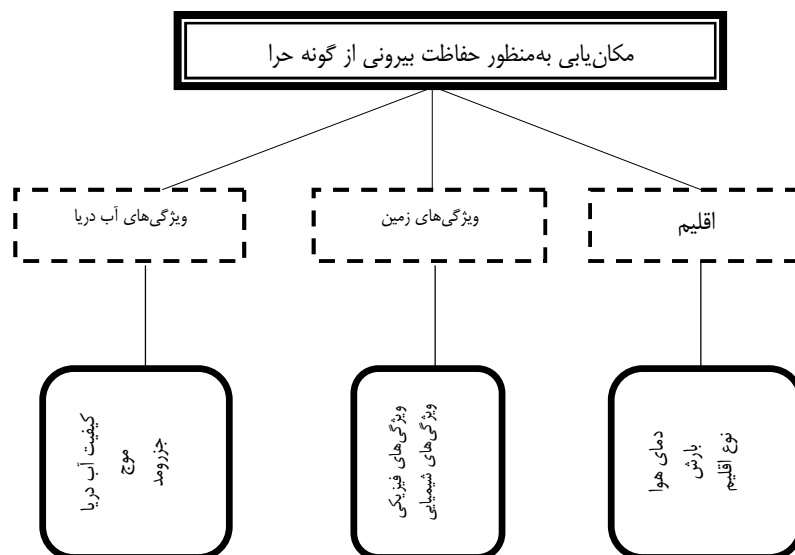 مکان‌یابی به‌منظور حفاظت بیرونی از گونه حرا
اقلیم
ویژگی‌های زمین
ویژگی‌های آب دریا
دمای هوا
بارش
نوع اقلیم
ویژگی‌های فیزیکی
ویژگی‌های شیمیایی
کیفیت آب دریا
موج
جزرومد